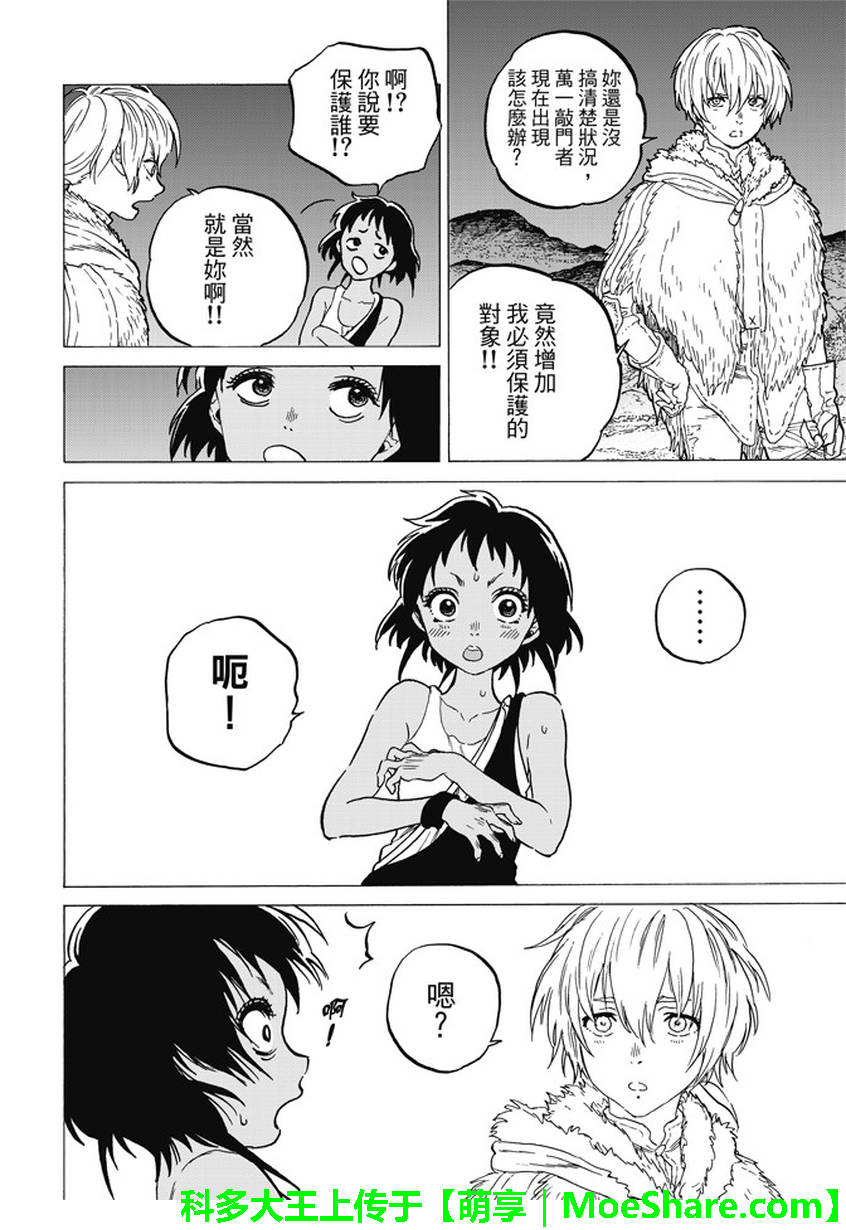 妳還是沒
搞清楚狀況，
萬一敲門者
現在出現
該怎麼辦？
竟然增加
我必須保護的
對象!!
啊!?
你說要
保護誰!?
當然
就是妳啊!!
……
呃！
嗯？
啊！
科多大王上传于【萌享｜MoeShare.com】